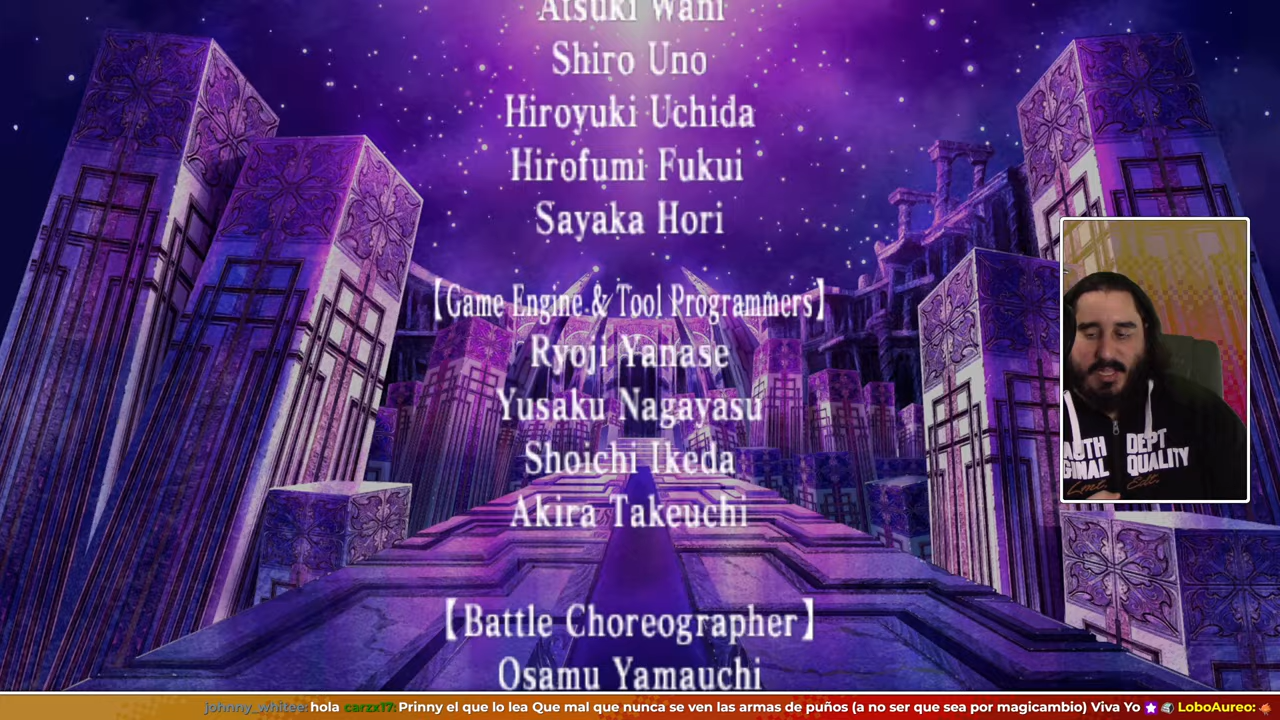 Atsuki Wani
Shiro Uno
Hiroyuki Uchida
Hirofumi Fukui
Sayaka Hori
【Game Engine & Tool Programmers】
Ryoji Yanase
Yusaku Nagayasu
Shoichi Ikeda
Akira Takeuchi
【Battle Choreographer】
Osamu Yamauchi
AUTH DEPT
GINAL QUALITY
johnny_whitee: hola carzx17: Prinny el que lo lea Que mal que nunca se ven las armas de puños (a no ser que sea por magicambio) Viva Yo LoboAureo: